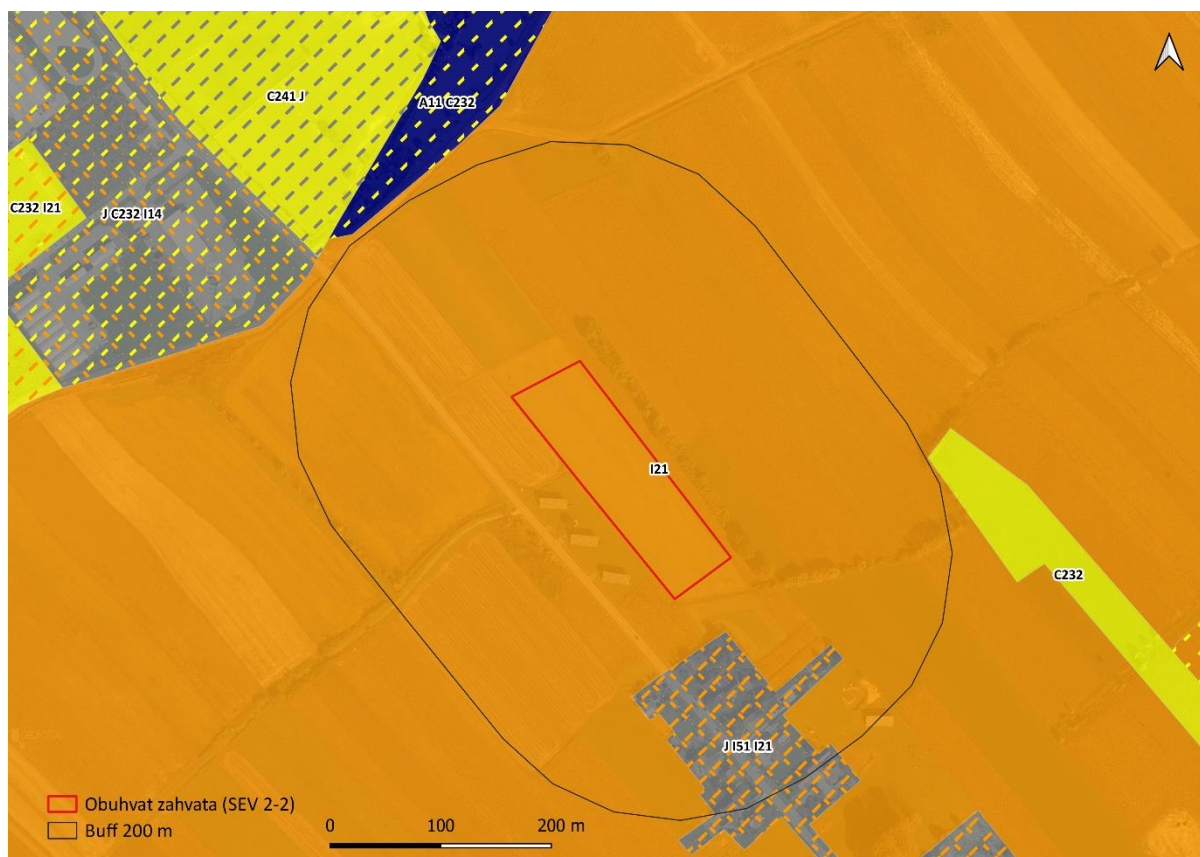 C241 J
A11 C232
C232 I21
J C232 I14
I21
C232
J I51 I21
Obuhvat zahvata (SEV 2-2)
Buff 200 m
0 100 200 m